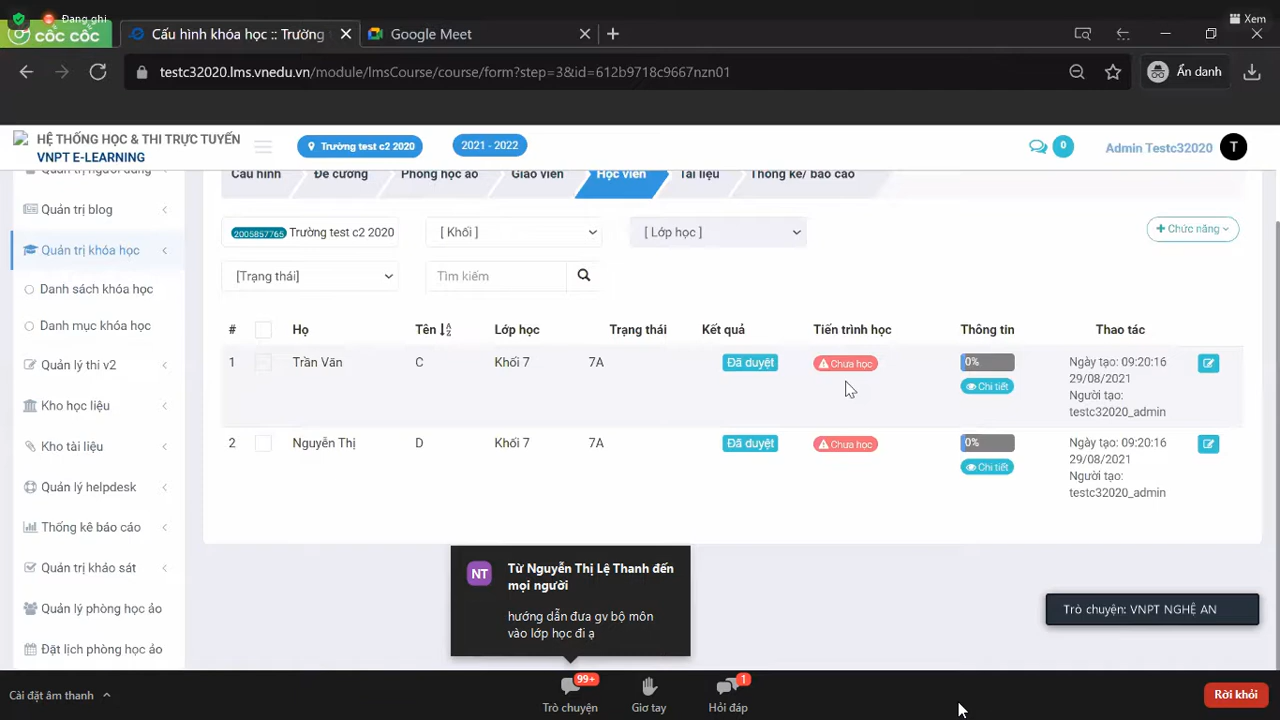 Đang ghi
Xem
cốc cốc
Cấu hình khóa học :: Trường
Google Meet
testc32020.lms.vnedu.vn/module/lmsCourse/course/form?step=3&id=612b9718c9667nzn01
Ẩn danh
HỆ THỐNG HỌC & THI TRỰC TUYẾN
VNPT E-LEARNING
Trường test c2 2020
2021 - 2022
0
Admin Testc32020
T
Quản trị người dùng
Quản trị blog
Quản trị khóa học
Danh sách khóa học
Danh mục khóa học
Quản lý thi v2
Kho học liệu
Kho tài liệu
Quản lý helpdesk
Thống kê báo cáo
Quản trị khảo sát
Quản lý phòng học ảo
Đặt lịch phòng học ảo
Cấu hình
Đề cương
Phòng học ảo
Giáo viên
Học viên
Tài liệu
Thống kê/ báo cáo
2005857765 Trường test c2 2020
[ Khối ]
[ Lớp học ]
+ Chức năng
[Trạng thái]
Tìm kiếm
# Họ Tên Lớp học Trạng thái Kết quả Tiến trình học Thông tin Thao tác
1 Trần Văn C Khối 7 7A Đã duyệt Chưa học 0% Ngày tạo: 09:20:16
Chi tiết 29/08/2021
Người tạo:
testc32020_admin
2 Nguyễn Thị D Khối 7 7A Đã duyệt Chưa học 0% Ngày tạo: 09:20:16
Chi tiết 29/08/2021
Người tạo:
testc32020_admin
NT
Từ Nguyễn Thị Lệ Thanh đến
mọi người
hướng dẫn đưa gv bộ môn
vào lớp học đi ạ
Trò chuyện: VNPT NGHỆ AN
Cài đặt âm thanh
99+
Trò chuyện
Giơ tay
1
Hỏi đáp
Rời khỏi